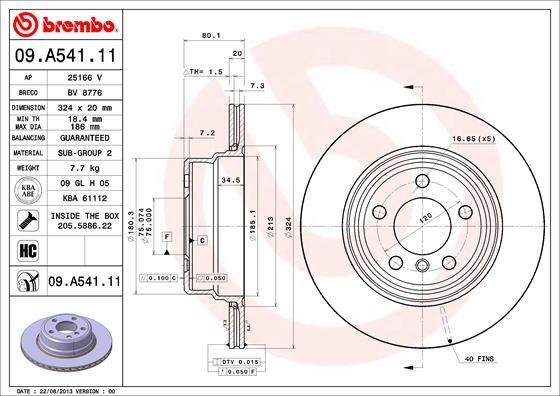 brembo
09.A541.11
AP 25166 V
BRECO BV 8776
DIMENSION 324 x 20 mm
MIN TH 18.4 mm
MAX DIA 186 mm
BALANCING GUARANTEED
MATERIAL SUB-GROUP 2
WEIGHT 7.7 kg
KBA ABE 09 GL H 05
KBA 61112
INSIDE THE BOX
205.5886.22
HC
09.A541.11
DATE : 22/08/2013 VERSION : 00
80.1
20
△TH= 1.5
7.3
7.2
34.5
Ø 180.3
Ø 75.074
Ø 75.000
F
C
Ø 185.1
Ø 213
Ø 324
0.100 C
0.050
DTV 0.015
0.050 F
16.65 (x5)
120
40 FINS